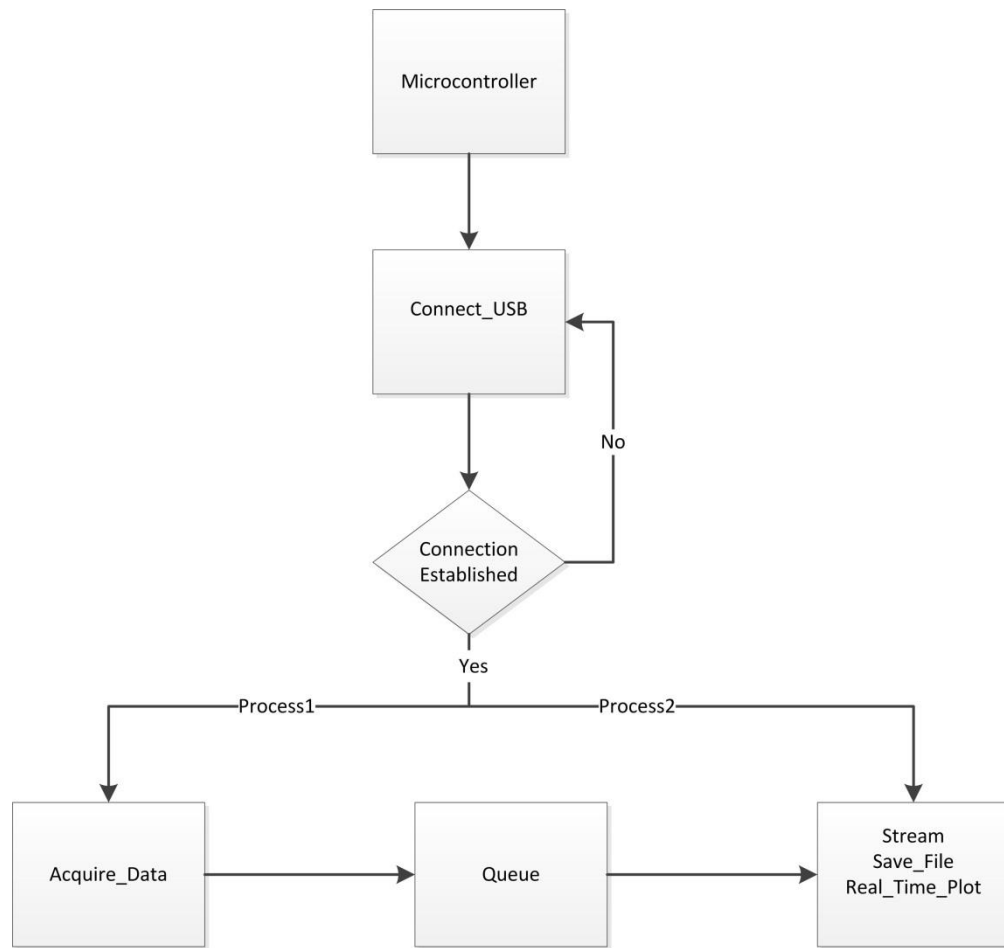 Microcontroller
Connect_USB
No
Connection
Established
Yes
Process1
Process2
Acquire_Data
Queue
Stream
Save_File
Real_Time_Plot